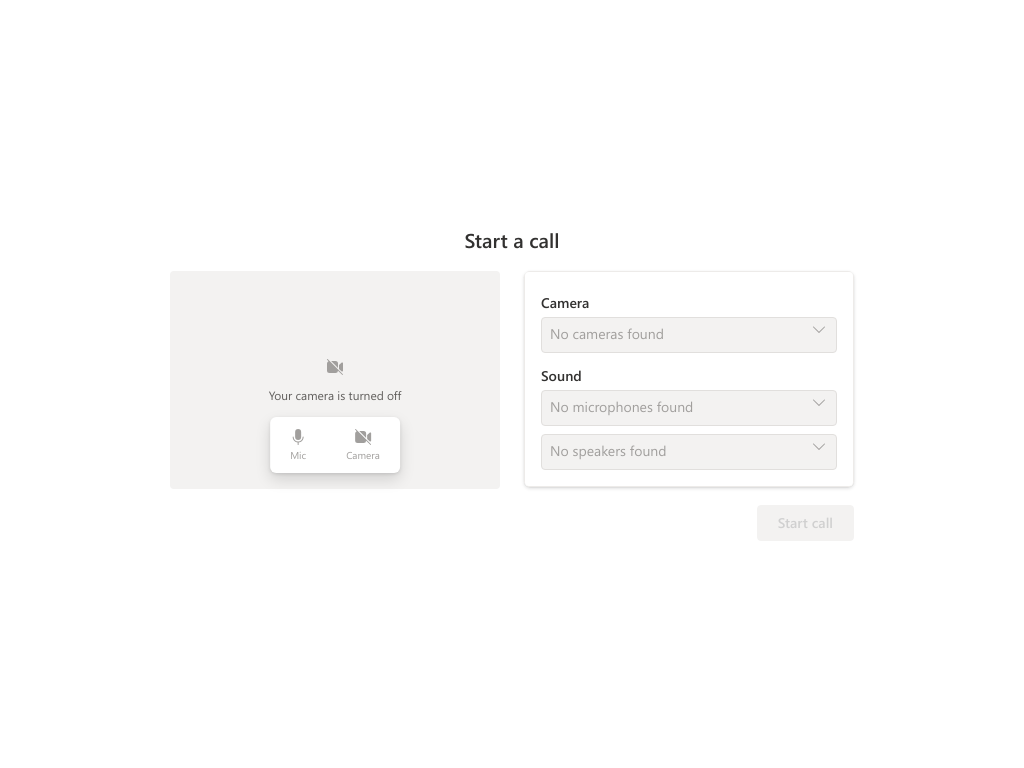 Start a call
Your camera is turned off
Mic
Camera
Camera
No cameras found
Sound
No microphones found
No speakers found
Start call